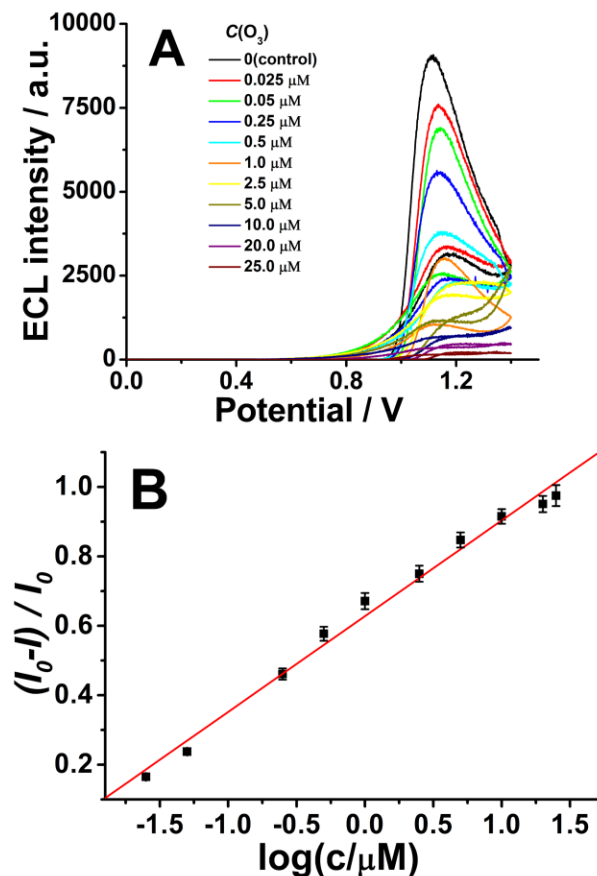 A
C(O₃)
0(control)
0.025 μM
0.05 μM
0.25 μM
0.5 μM
1.0 μM
2.5 μM
5.0 μM
10.0 μM
20.0 μM
25.0 μM
ECL intensity / a.u.
10000
7500
5000
2500
0
0.0 0.4 0.8 1.2
Potential / V
B
(I₀-I) / I₀
1.0
0.8
0.6
0.4
0.2
-1.5 -1.0 -0.5 0.0 0.5 1.0 1.5
log(c/μM)